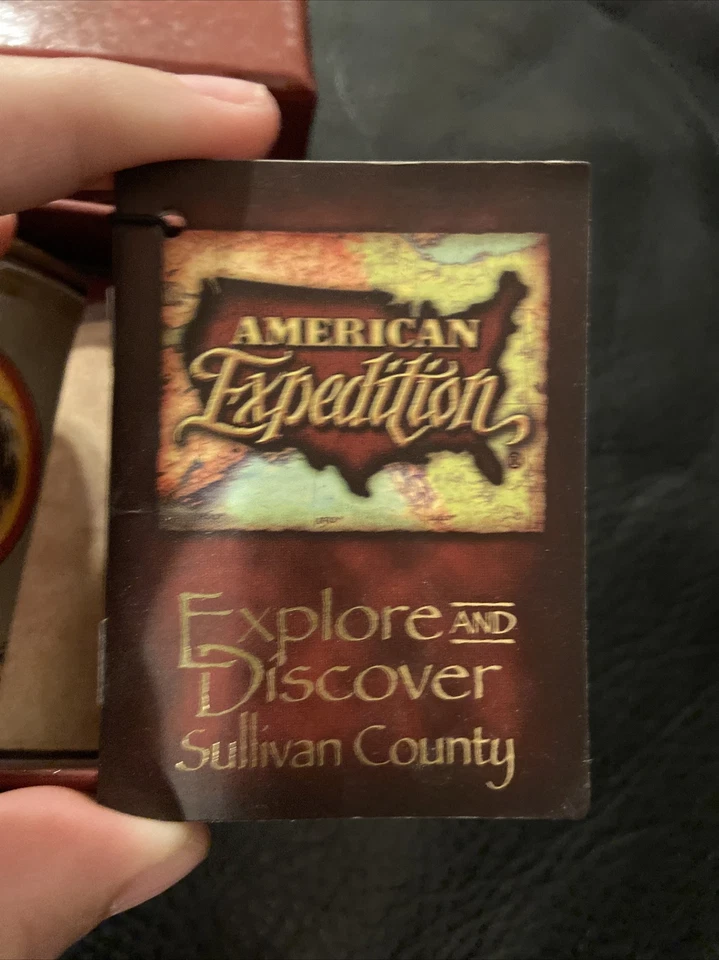 AMERICAN
Expedition®
Explore AND
Discover
Sullivan County